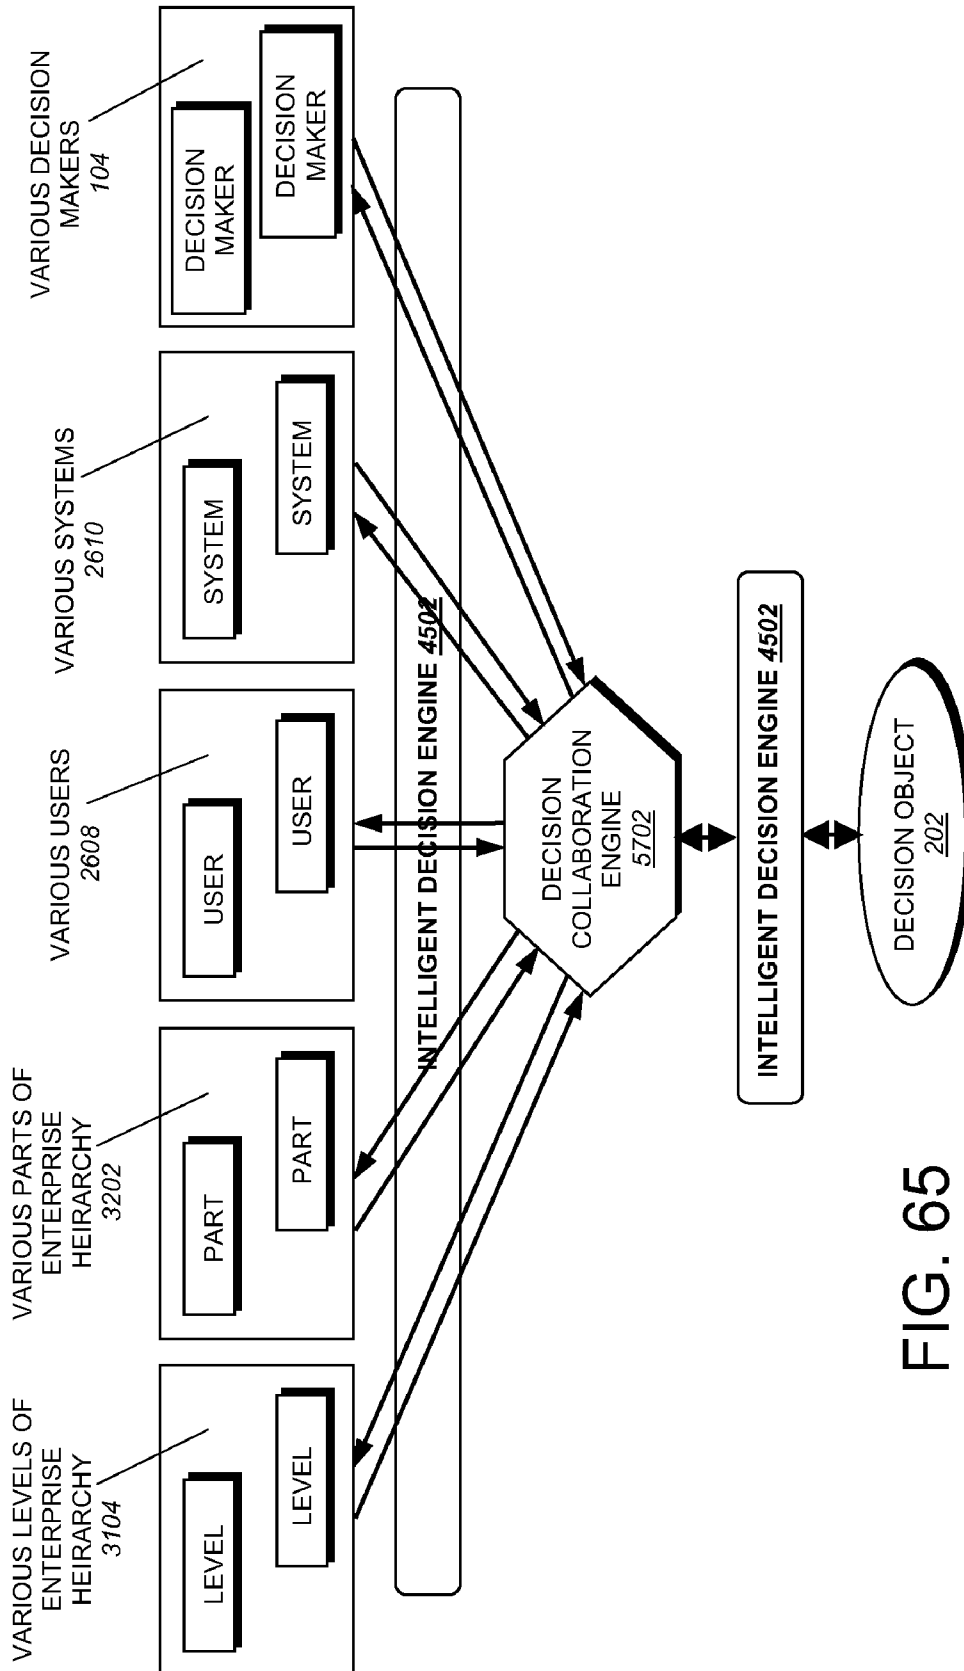 VARIOUS LEVELS OF
ENTERPRISE
HEIRARCHY
3104
LEVEL
LEVEL
VARIOUS PARTS OF
ENTERPRISE
HEIRARCHY
3202
PART
PART
VARIOUS USERS
2608
USER
USER
VARIOUS SYSTEMS
2610
SYSTEM
SYSTEM
VARIOUS DECISION
MAKERS
104
DECISION
MAKER
DECISION
MAKER
INTELLIGENT DECISION ENGINE 4502
DECISION
COLLABORATION
ENGINE
5702
INTELLIGENT DECISION ENGINE 4502
DECISION OBJECT
202
FIG. 65